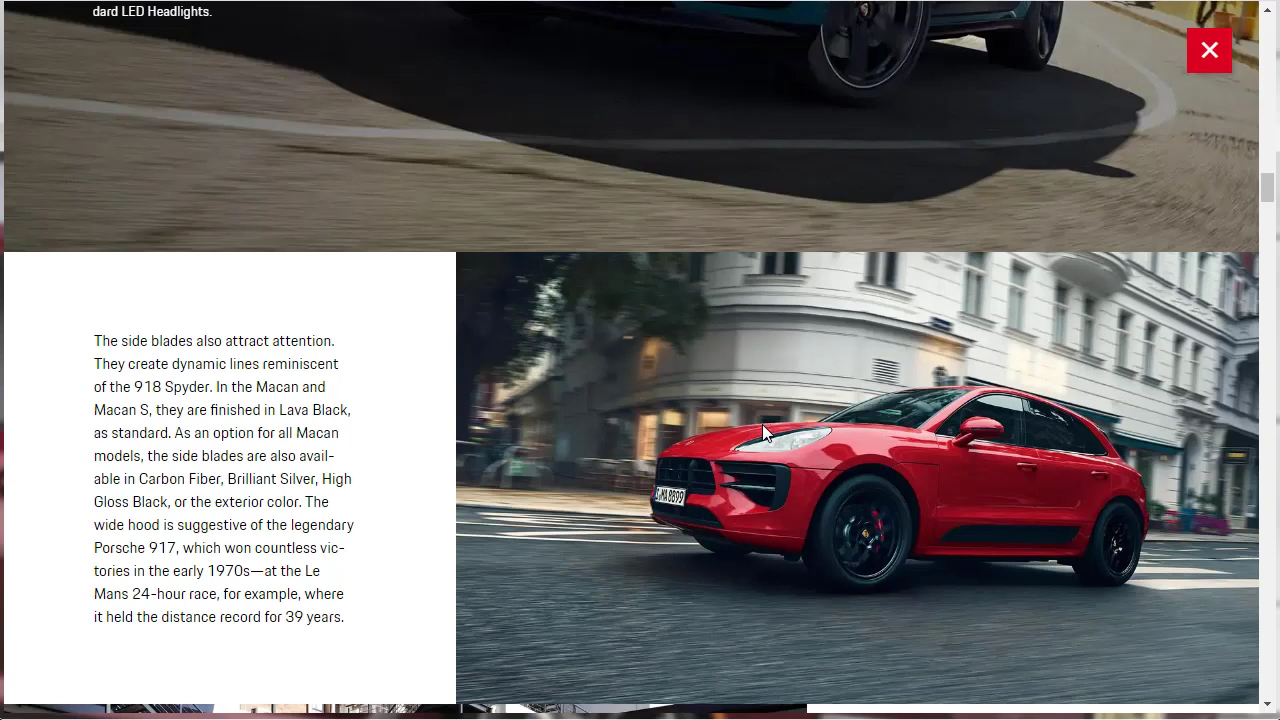 dard LED Headlights.
The side blades also attract attention.
They create dynamic lines reminiscent
of the 918 Spyder. In the Macan and
Macan S, they are finished in Lava Black,
as standard. As an option for all Macan
models, the side blades are also avail-
able in Carbon Fiber, Brilliant Silver, High
Gloss Black, or the exterior color. The
wide hood is suggestive of the legendary
Porsche 917, which won countless vic-
tories in the early 1970s—at the Le
Mans 24-hour race, for example, where
it held the distance record for 39 years.